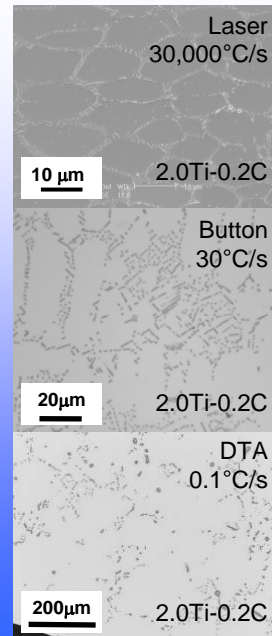 Laser
30,000°C/s
10 µm
2.0Ti-0.2C
Button
30°C/s
20µm
2.0Ti-0.2C
DTA
0.1°C/s
200µm
2.0Ti-0.2C